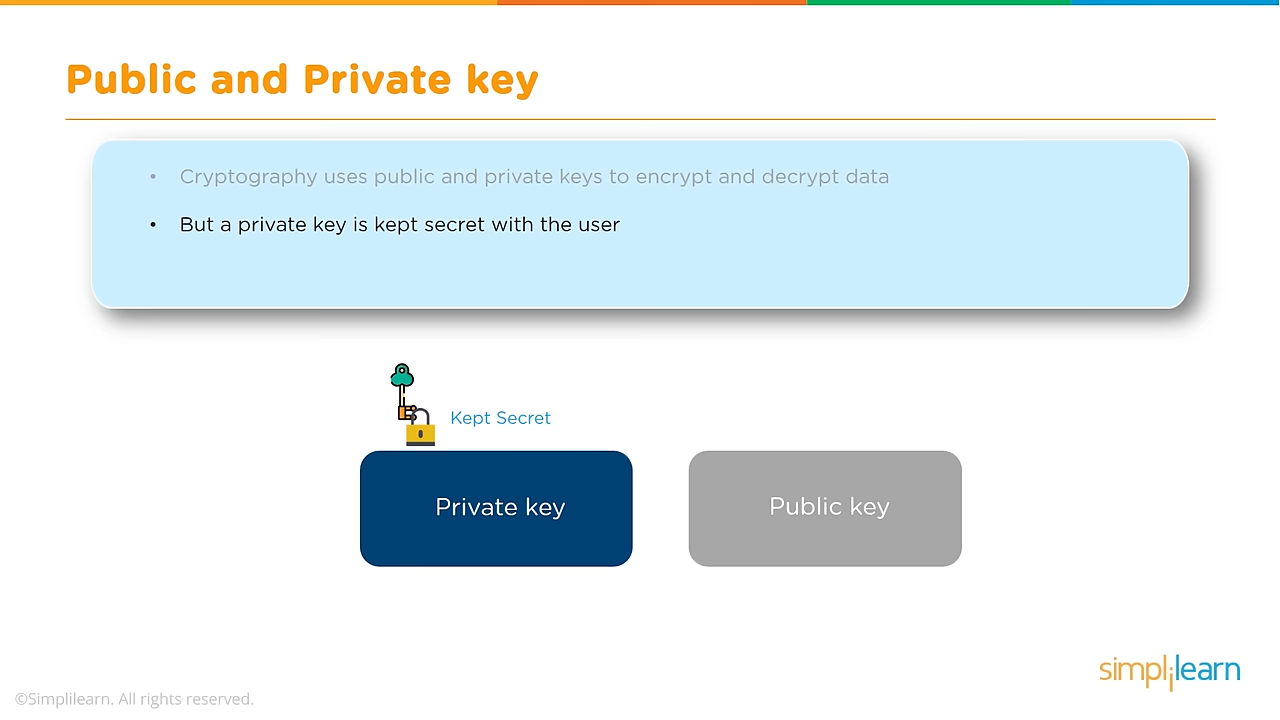 Public and Private key
• Cryptography uses public and private keys to encrypt and decrypt data
• But a private key is kept secret with the user
Kept Secret
Private key
Public key
simplilearn
©Simplilearn. All rights reserved.